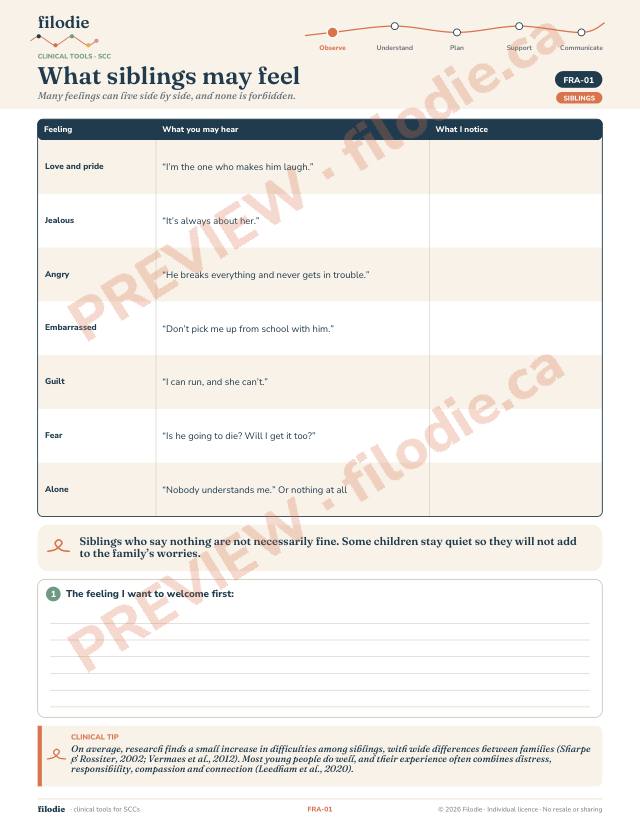 filodie
CLINICAL TOOLS · SCC
Observe Understand Plan Support Communicate
What siblings may feel
Many feelings can live side by side, and none is forbidden.
FRA-01
SIBLINGS
Feeling What you may hear What I notice
Love and pride “I’m the one who makes him laugh.”
Jealous “It’s always about her.”
Angry “He breaks everything and never gets in trouble.”
Embarrassed “Don’t pick me up from school with him.”
Guilt “I can run, and she can’t.”
Fear “Is he going to die? Will I get it too?”
Alone “Nobody understands me.” Or nothing at all
PREVIEW · filodie.ca
PREVIEW · filodie.ca
Siblings who say nothing are not necessarily fine. Some children stay quiet so they will not add
to the family’s worries.
1 The feeling I want to welcome first:
CLINICAL TIP
On average, research finds a small increase in difficulties among siblings, with wide differences between families (Sharpe
& Rossiter, 2002; Vermaes et al., 2012). Most young people do well, and their experience often combines distress,
responsibility, compassion and connection (Leedham et al., 2020).
filodie · clinical tools for SCCs FRA-01 © 2026 Filodie · Individual licence · No resale or sharing